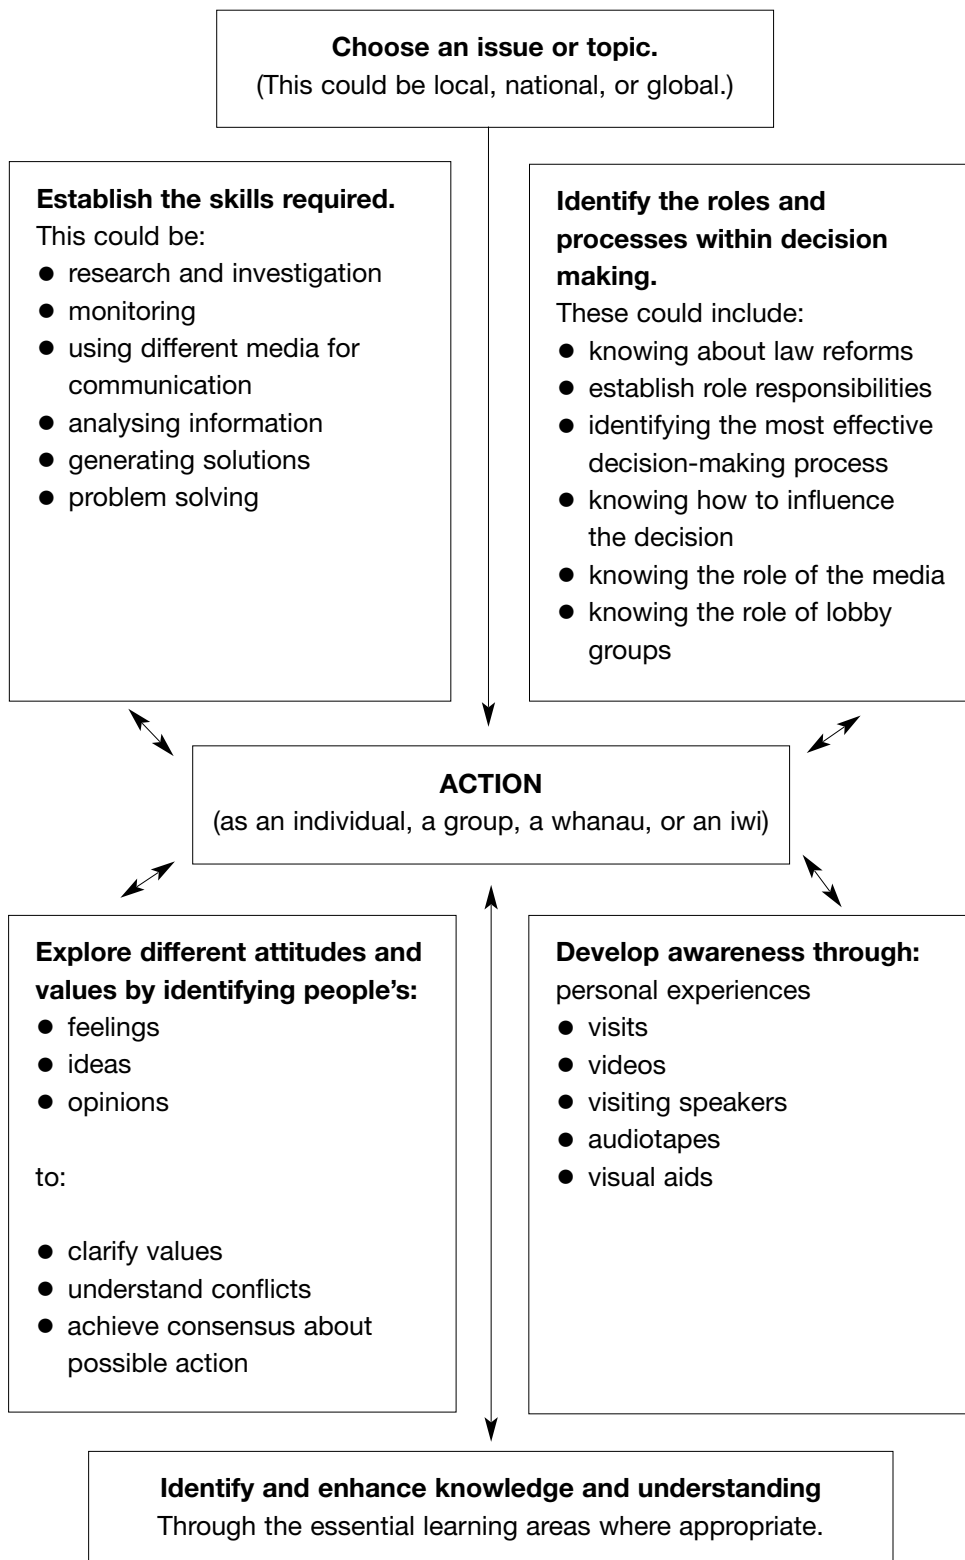 Choose an issue or topic.
(This could be local, national, or global.)
Establish the skills required.
This could be:
● research and investigation
● monitoring
● using different media for
communication
● analysing information
● generating solutions
● problem solving
Identify the roles and
processes within decision
making.
These could include:
● knowing about law reforms
● establish role responsibilities
● identifying the most effective
decision-making process
● knowing how to influence
the decision
● knowing the role of the media
● knowing the role of lobby
groups
ACTION
(as an individual, a group, a whanau, or an iwi)
Explore different attitudes and
values by identifying people’s:
● feelings
● ideas
● opinions
to:
● clarify values
● understand conflicts
● achieve consensus about
possible action
Develop awareness through:
personal experiences
● visits
● videos
● visiting speakers
● audiotapes
● visual aids
Identify and enhance knowledge and understanding
Through the essential learning areas where appropriate.